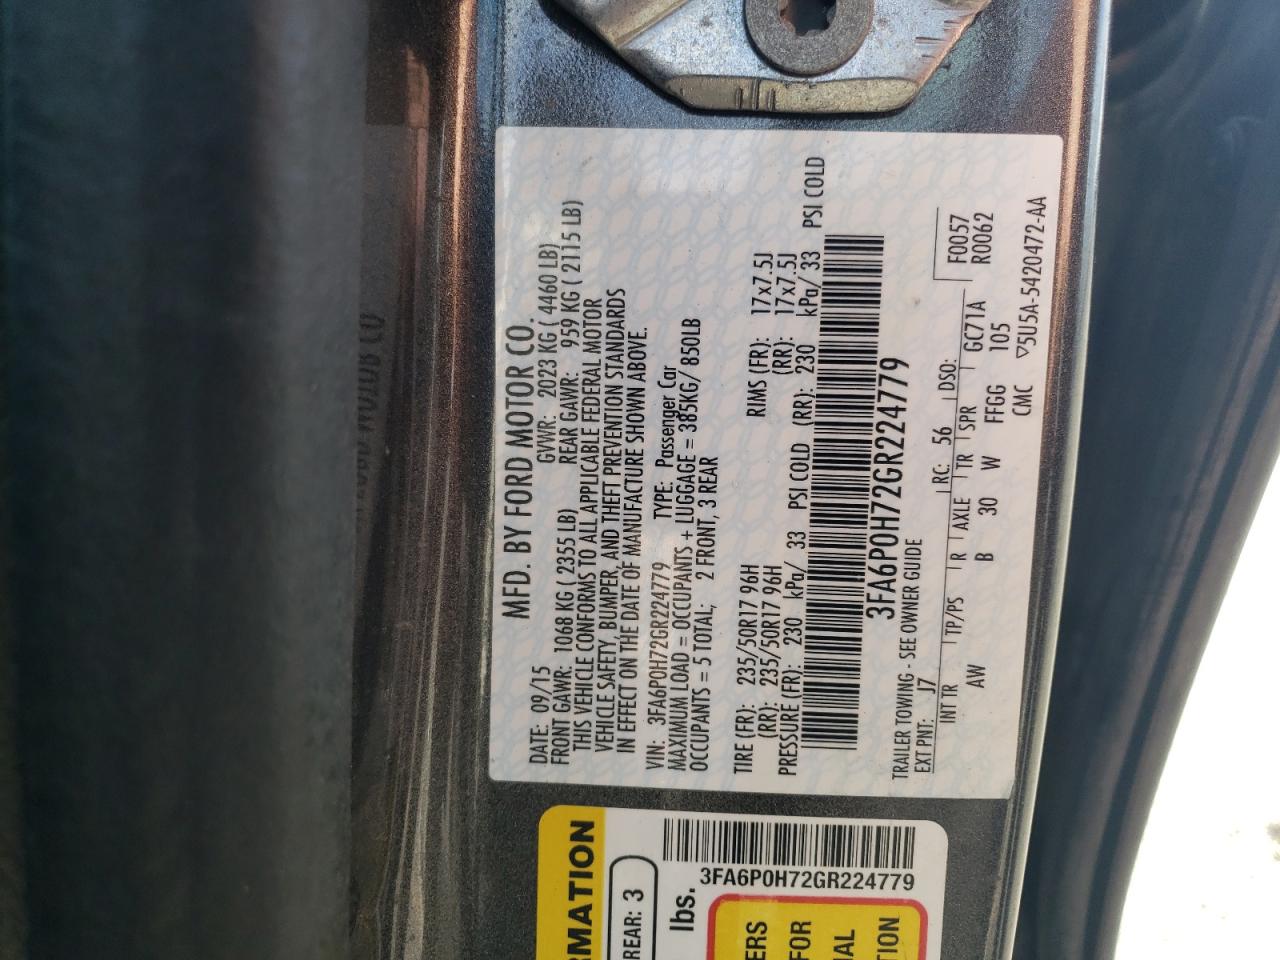 MFD. BY FORD MOTOR CO.
DATE: 09/15 GVWR: 2023 KG ( 4460 LB)
FRONT GAWR: 1068 KG ( 2355 LB) REAR GAWR: 959 KG ( 2115 LB)
THIS VEHICLE CONFORMS TO ALL APPLICABLE FEDERAL MOTOR
VEHICLE SAFETY, BUMPER, AND THEFT PREVENTION STANDARDS
IN EFFECT ON THE DATE OF MANUFACTURE SHOWN ABOVE.
VIN: 3FA6P0H72GR224779 TYPE: Passenger Car
MAXIMUM LOAD = OCCUPANTS + LUGGAGE = 385KG/ 850LB
OCCUPANTS = 5 TOTAL; 2 FRONT, 3 REAR
TIRE (FR): 235/50R17 96H RIMS (FR): 17x7.5J
(RR): 235/50R17 96H (RR): 17x7.5J
PRESSURE (FR): 230 kPa/ 33 PSI COLD (RR): 230 kPa/ 33 PSI COLD
3FA6P0H72GR224779
TRAILER TOWING - SEE OWNER GUIDE
EXT PNT: J7 RC: 56 DSO: F0057
INT TR TP/PS R AXLE TR SPR GC71A R0062
AW B 30 W FFGG 105
CMC ▽5U5A-5420472-AA
RMATION
REAR: 3
lbs.
3FA6P0H72GR224779
ERS
FOR
NAL
TION